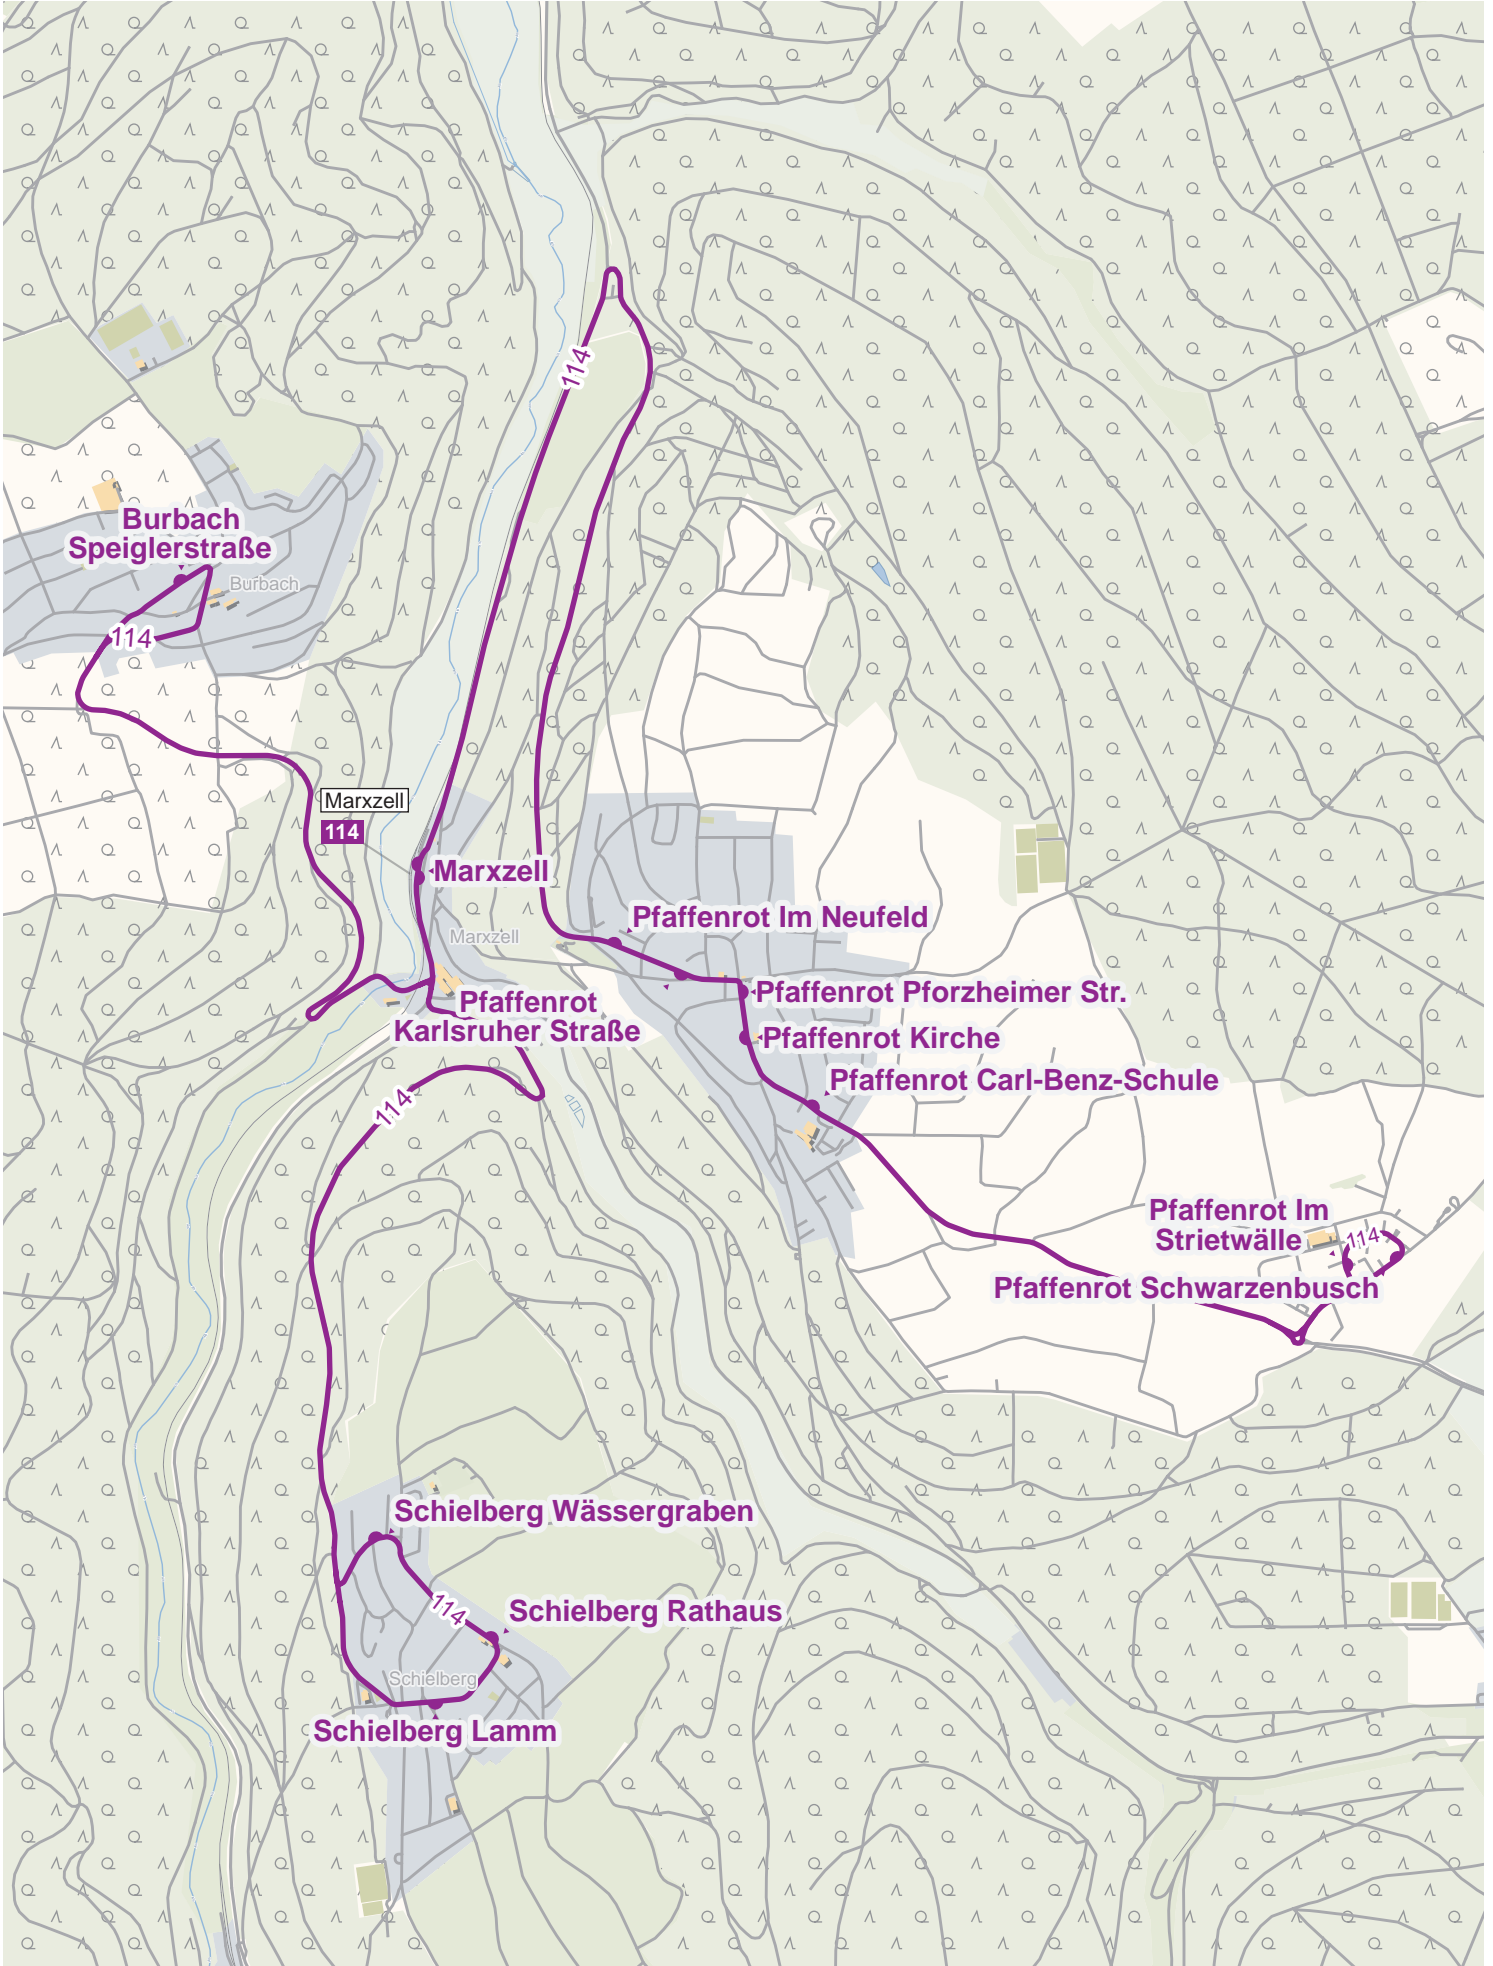 114
Burbach
Speiglerstraße
Burbach
114
Marxzell
114
Marxzell
Pfaffenrot Im Neufeld
Marxzell
Pfaffenrot
Karlsruher Straße
Pfaffenrot Pforzheimer Str.
Pfaffenrot Kirche
Pfaffenrot Carl-Benz-Schule
114
Pfaffenrot Im
Strietwälle
114
Pfaffenrot Schwarzenbusch
Schielberg Wässergraben
114
Schielberg Rathaus
Schielberg
Schielberg Lamm